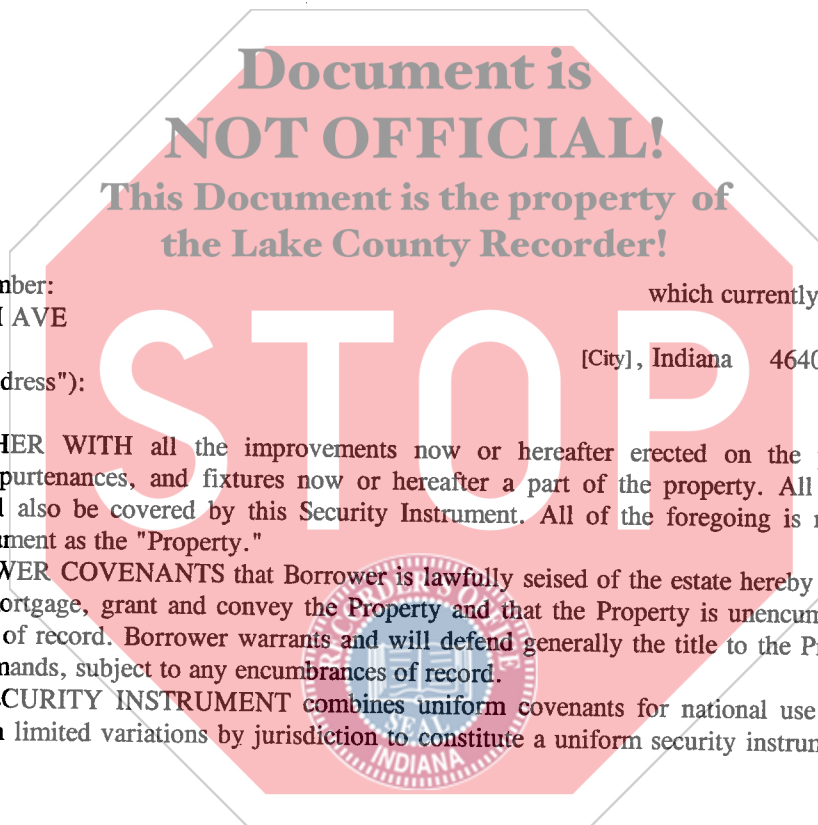 Document is
NOT OFFICIAL!
This Document is the property of
the Lake County Recorder!
mber:
which currently
AVE
[City], Indiana 4640
dress"):
STOP
HER WITH all the improvements now or hereafter erected on the
purtenances, and fixtures now or hereafter a part of the property. All
also be covered by this Security Instrument. All of the foregoing is
ment as the "Property."
WER COVENANTS that Borrower is lawfully seised of the estate hereby
ortgage, grant and convey the Property and that the Property is unencum
of record. Borrower warrants and will defend generally the title to the P
mands, subject to any encumbrances of record.
CURITY INSTRUMENT combines uniform covenants for national use
limited variations by jurisdiction to constitute a uniform security instrum
RECORDER'S OFFICE
SEAL
INDIANA